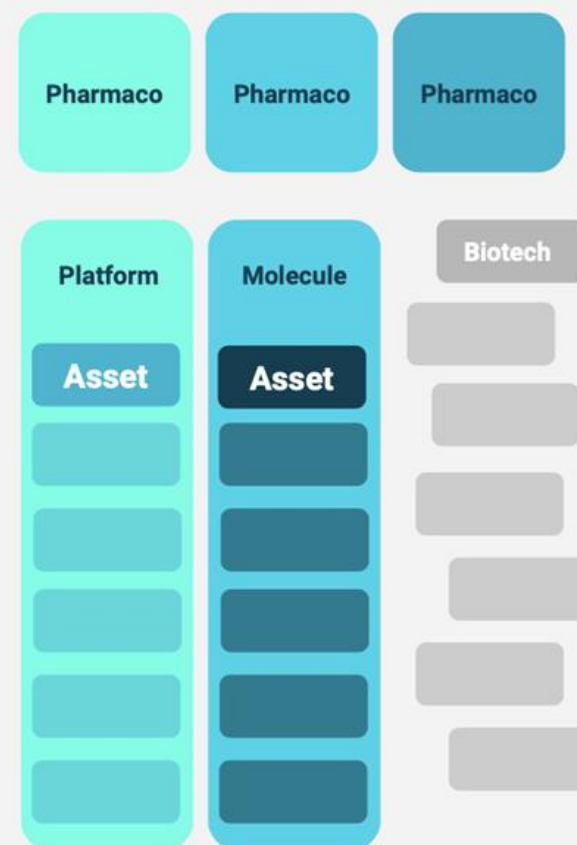 Pharmaco
Pharmaco
Pharmaco
Platform
Molecule
Biotech
Asset
Asset